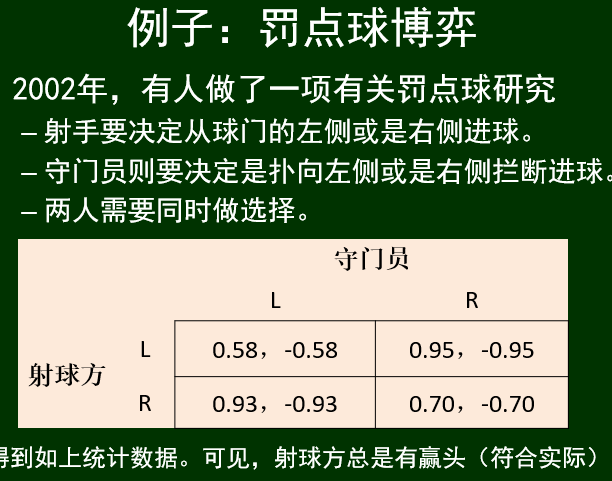 例子：罚点球博弈
2002年，有人做了一项有关罚点球研究
– 射手要决定从球门的左侧或是右侧进球。
– 守门员则要决定是扑向左侧或是右侧拦断进球。
– 两人需要同时做选择。
守门员
L R
L 0.58，-0.58 0.95，-0.95
射球方
R 0.93，-0.93 0.70，-0.70
得到如上统计数据。可见，射球方总是有赢头（符合实际）